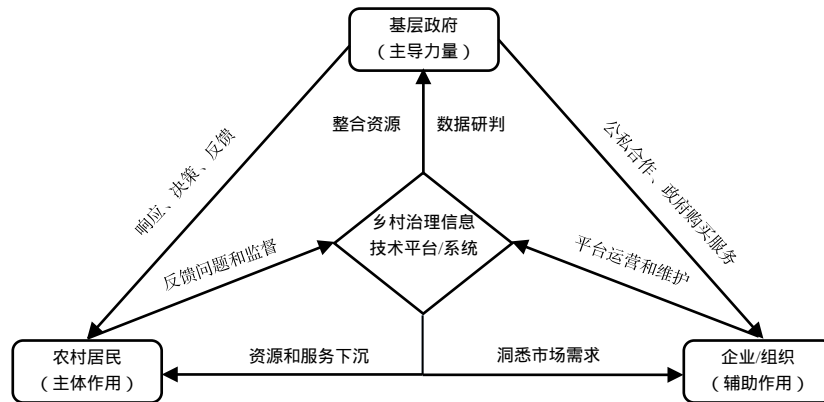 基层政府
（主导力量）
整合资源
数据研判
响应、决策、反馈
公私合作、政府购买服务
乡村治理信息
技术平台/系统
反馈问题和监督
平台运营和维护
农村居民
（主体作用）
资源和服务下沉
洞悉市场需求
企业/组织
（辅助作用）